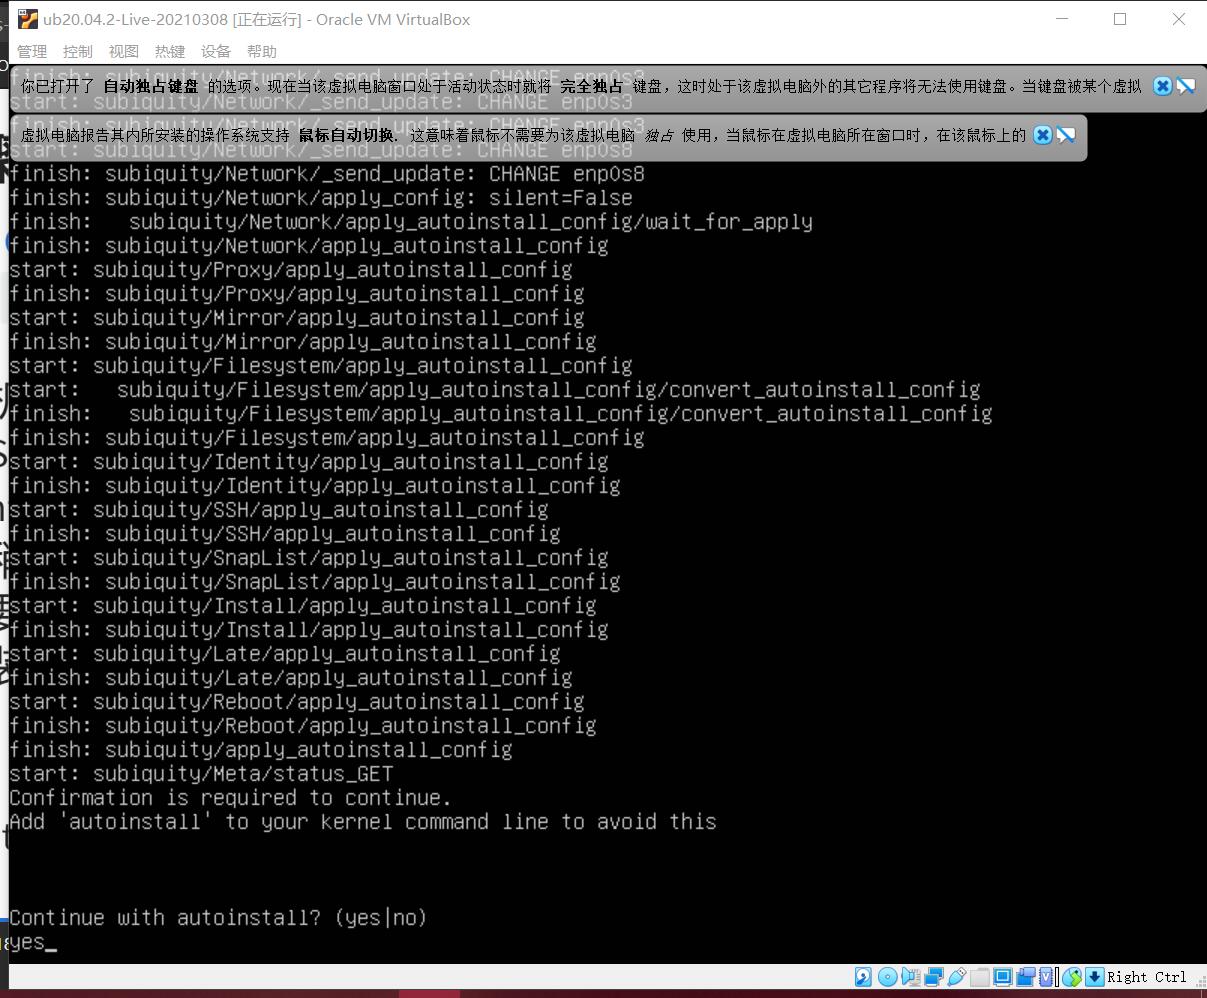 ub20.04.2-Live-20210308 [正在运行] - Oracle VM VirtualBox
管理 控制 视图 热键 设备 帮助
你已打开了 自动独占键盘 的选项。现在当该虚拟电脑窗口处于活动状态时就将 完全独占 键盘，这时处于该虚拟电脑外的其它程序将无法使用键盘。当键盘被某个虚拟
start: subiquity/Network/_send_update: CHANGE enp0s3
虚拟电脑报告其内所安装的操作系统支持 鼠标自动切换. 这意味着鼠标不需要为该虚拟电脑 独占 使用，当鼠标在虚拟电脑所在窗口时，在该鼠标上的
start: subiquity/Network/_send_update: CHANGE enp0s8
finish: subiquity/Network/_send_update: CHANGE enp0s8
finish: subiquity/Network/apply_config: silent=False
finish: subiquity/Network/apply_autoinstall_config/wait_for_apply
finish: subiquity/Network/apply_autoinstall_config
start: subiquity/Proxy/apply_autoinstall_config
finish: subiquity/Proxy/apply_autoinstall_config
start: subiquity/Mirror/apply_autoinstall_config
finish: subiquity/Mirror/apply_autoinstall_config
start: subiquity/Filesystem/apply_autoinstall_config
start: subiquity/Filesystem/apply_autoinstall_config/convert_autoinstall_config
finish: subiquity/Filesystem/apply_autoinstall_config/convert_autoinstall_config
finish: subiquity/Filesystem/apply_autoinstall_config
start: subiquity/Identity/apply_autoinstall_config
finish: subiquity/Identity/apply_autoinstall_config
start: subiquity/SSH/apply_autoinstall_config
finish: subiquity/SSH/apply_autoinstall_config
start: subiquity/SnapList/apply_autoinstall_config
finish: subiquity/SnapList/apply_autoinstall_config
start: subiquity/Install/apply_autoinstall_config
finish: subiquity/Install/apply_autoinstall_config
start: subiquity/Late/apply_autoinstall_config
finish: subiquity/Late/apply_autoinstall_config
start: subiquity/Reboot/apply_autoinstall_config
finish: subiquity/Reboot/apply_autoinstall_config
finish: subiquity/apply_autoinstall_config
start: subiquity/Meta/status_GET
Confirmation is required to continue.
Add 'autoinstall' to your kernel command line to avoid this
Continue with autoinstall? (yes|no)
yes_
Right Ctrl